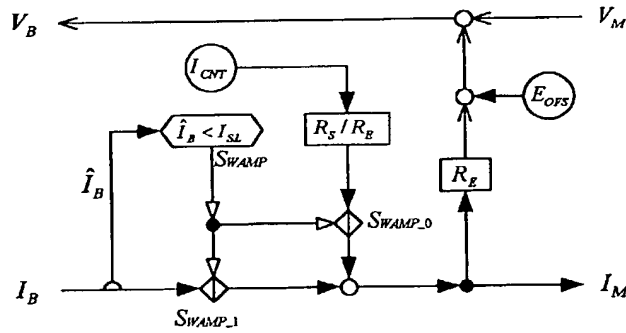 V_B
V_M
I_CNT
E_OFS
Î_B < I_SL
R_S / R_E
S_WAMP
Î_B
R_E
S_WAMP_0
I_B
I_M
S_WAMP_1